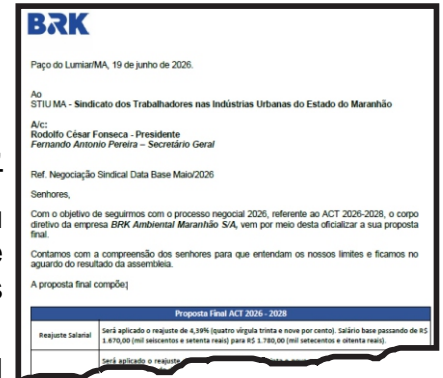 BRK
Paço do Lumiar/MA, 19 de junho de 2026.
Ao
STIU MA - Sindicato dos Trabalhadores nas Indústrias Urbanas do Estado do Maranhão
A/c:
Rodolfo César Fonseca - Presidente
Fernando Antonio Pereira – Secretário Geral
Ref. Negociação Sindical Data Base Maio/2026
Senhores,
Com o objetivo de seguirmos com o processo negocial 2026, referente ao ACT 2026-2028, o corpo
diretivo da empresa BRK Ambiental Maranhão S/A, vem por meio desta oficializar a sua proposta
final.
Contamos com a compreensão dos senhores para que entendam os nossos limites e ficamos no
aguardo do resultado da assembleia.
A proposta final compõe:
Proposta Final ACT 2026 - 2028
Reajuste Salarial
Será aplicado o reajuste de 4,39% (quatro vírgula trinta e nove por cento). Salário base passando de R$
1.670,00 (mil seiscentos e setenta reais) para R$ 1.780,00 (mil setecentos e oitenta reais).
Será aplicado o reajuste